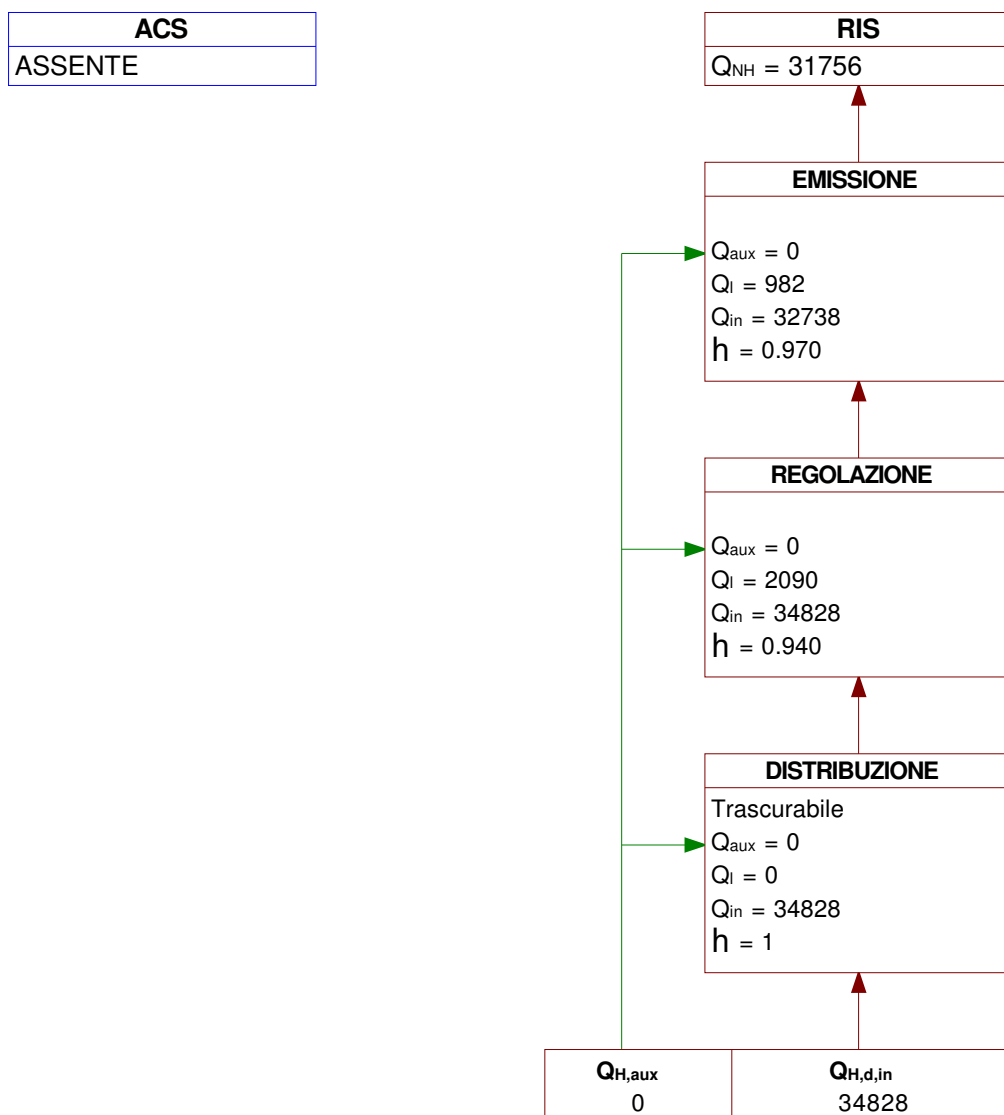 ACS
ASSENTE
RIS
QNH = 31756
EMISSIONE
Qaux = 0
Ql = 982
Qin = 32738
h = 0.970
REGOLAZIONE
Qaux = 0
Ql = 2090
Qin = 34828
h = 0.940
DISTRIBUZIONE
Trascurabile
Qaux = 0
Ql = 0
Qin = 34828
h = 1
QH,aux
0
QH,d,in
34828